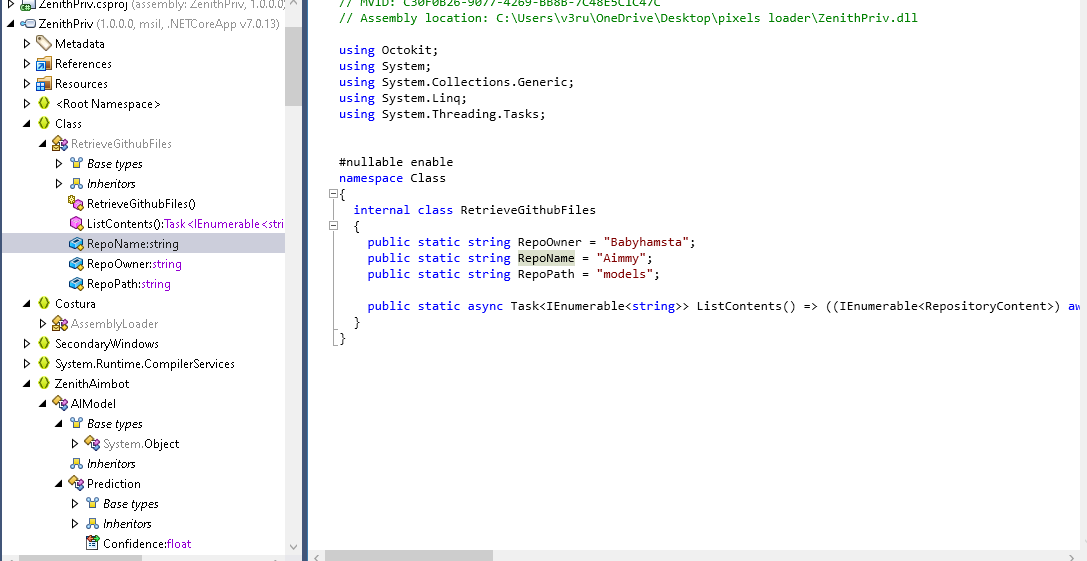 ZenithPriv.csproj (assembly: ZenithPriv, 1.0.0.0
ZenithPriv (1.0.0.0, msil, .NETCoreApp v7.0.13)
Metadata
References
Resources
<Root Namespace>
Class
RetrieveGithubFiles
Base types
Inheritors
RetrieveGithubFiles()
ListContents():Task<IEnumerable<stri
RepoName:string
RepoOwner:string
RepoPath:string
Costura
AssemblyLoader
SecondaryWindows
System.Runtime.CompilerServices
ZenithAimbot
AIModel
Base types
System.Object
Inheritors
Prediction
Base types
Inheritors
Confidence:float
// MVID: C30F0B26-9077-4269-BB8B-7C48E5C1C47C
// Assembly location: C:\Users\v3ru\OneDrive\Desktop\pixels loader\ZenithPriv.dll
using Octokit;
using System;
using System.Collections.Generic;
using System.Linq;
using System.Threading.Tasks;
#nullable enable
namespace Class
{
internal class RetrieveGithubFiles
{
public static string RepoOwner = "Babyhamsta";
public static string RepoName = "Aimmy";
public static string RepoPath = "models";
public static async Task<IEnumerable<string>> ListContents() => ((IEnumerable<RepositoryContent>) aw
}
}